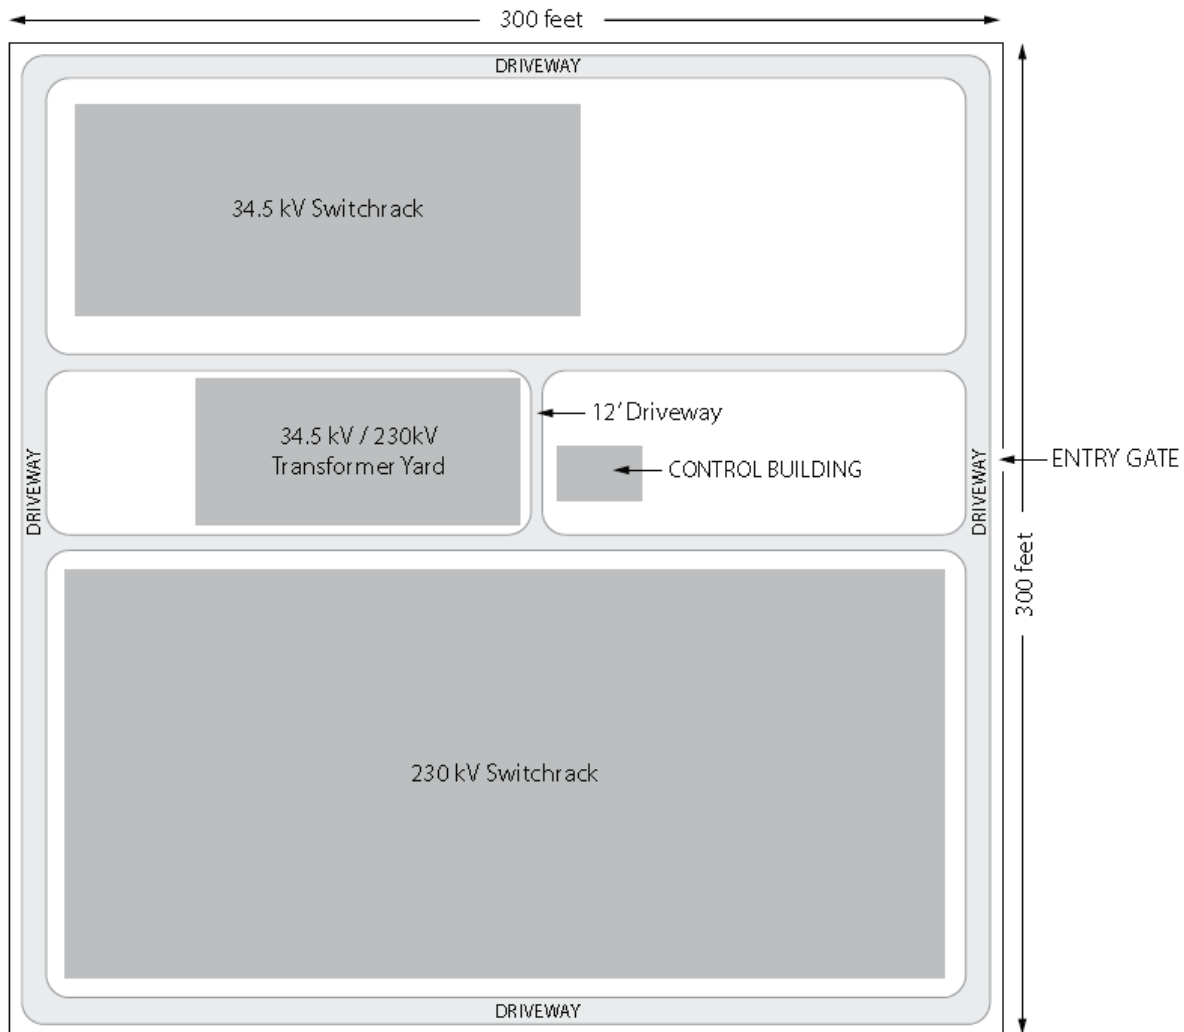 300 feet
DRIVEWAY
34.5 kV Switchrack
12’ Driveway
34.5 kV / 230kV
Transformer Yard
CONTROL BUILDING
ENTRY GATE
DRIVEWAY
DRIVEWAY
300 feet
230 kV Switchrack
DRIVEWAY